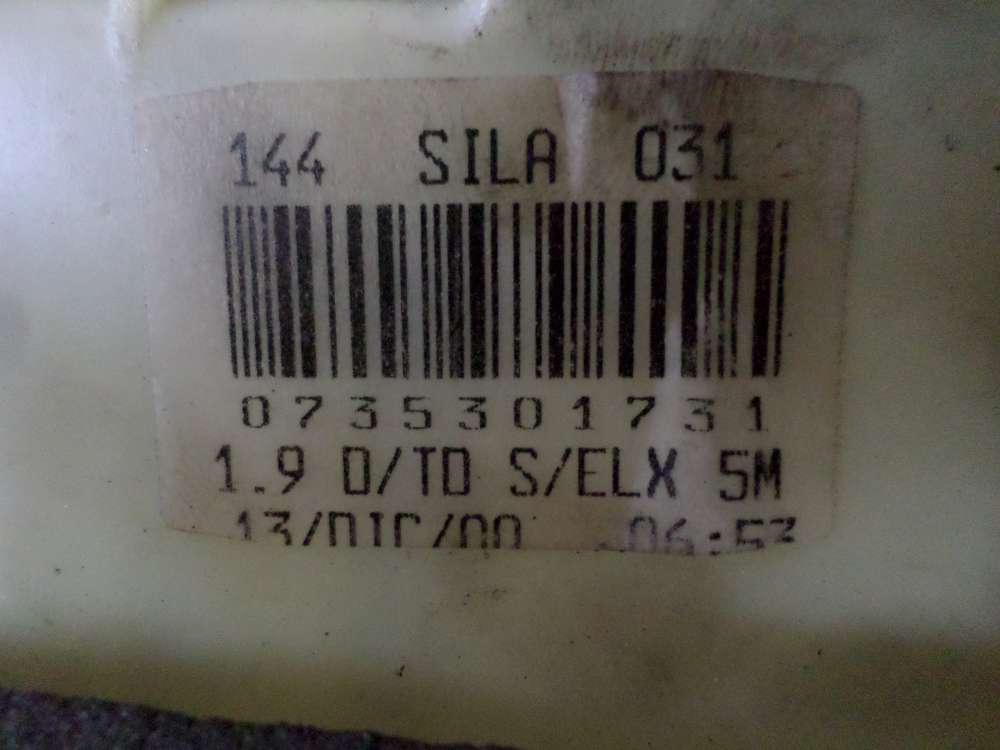 144 SILA 031
0735301731
1.9 D/TD S/ELX 5M
13/DIC/00 06:53